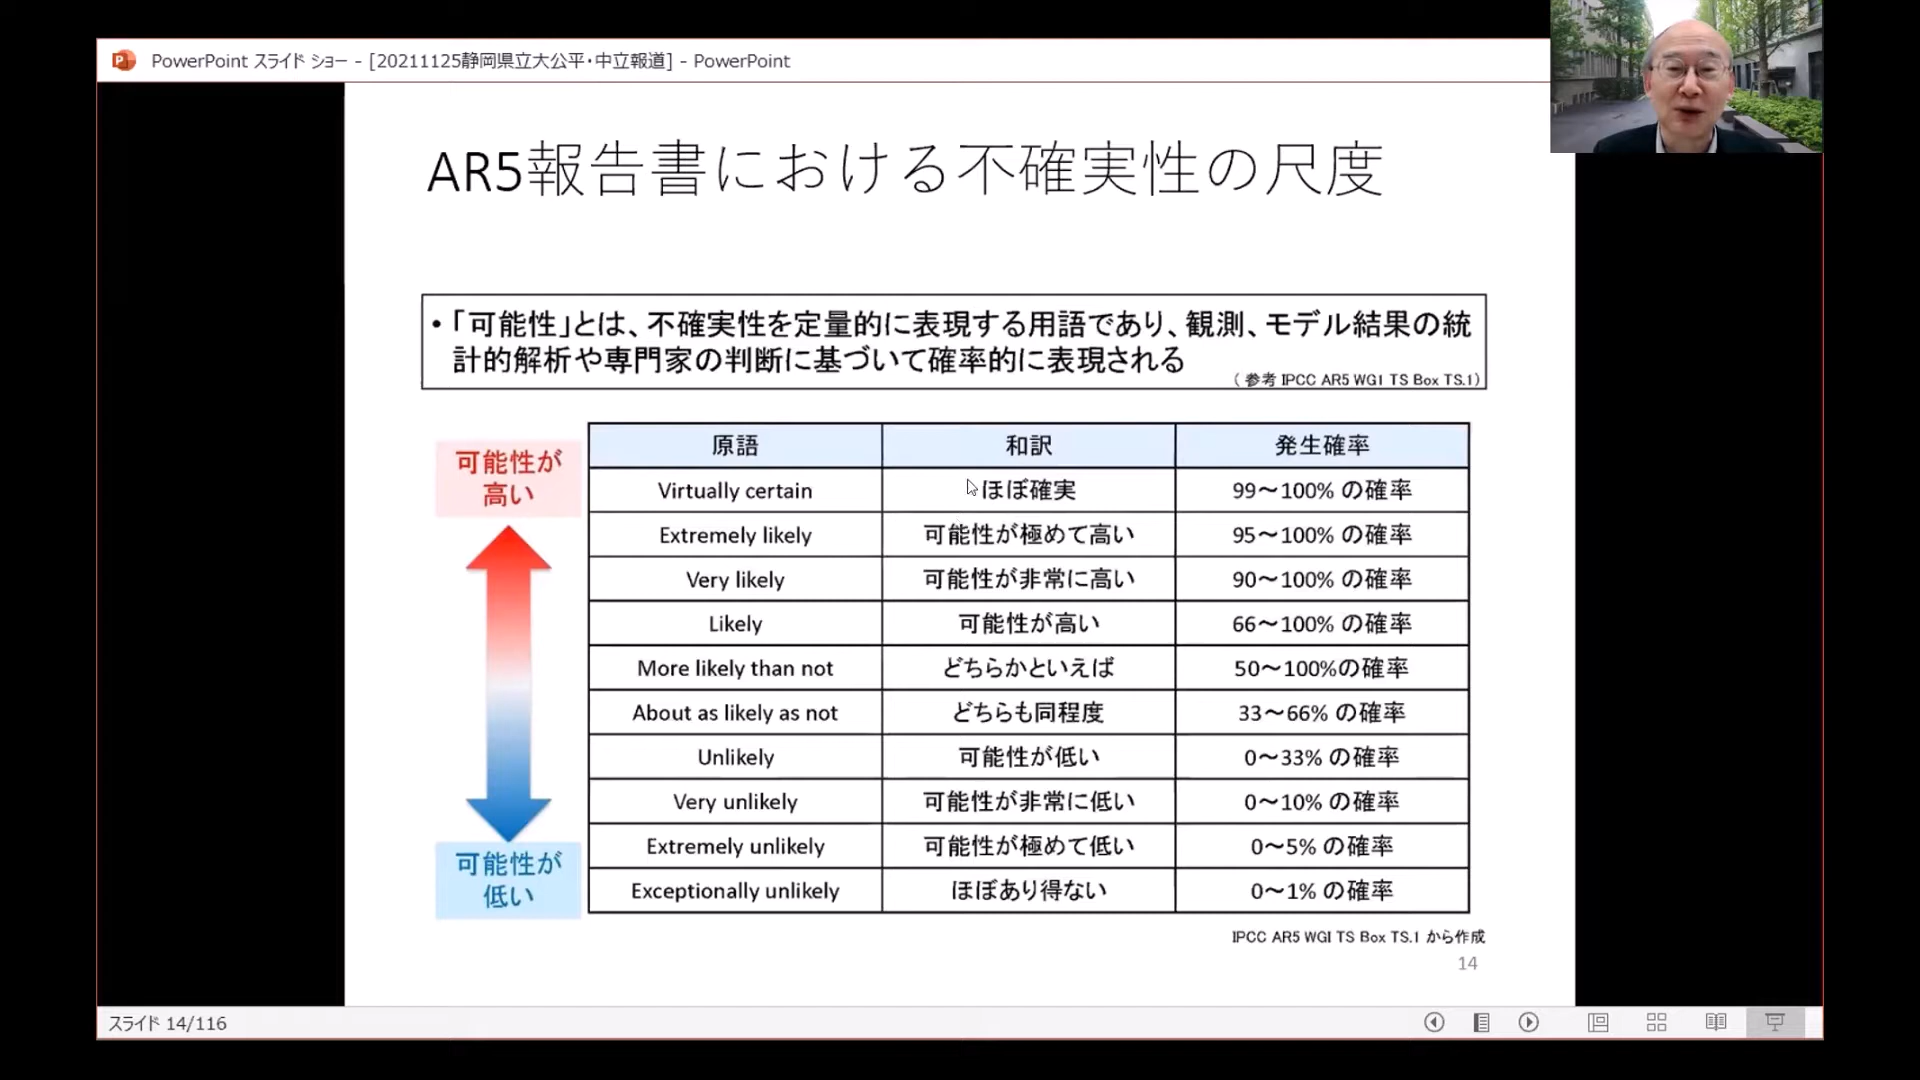 PowerPoint スライド ショー - [20211125静岡県立大公平・中立報道] - PowerPoint
AR5報告書における不確実性の尺度
・「可能性」とは、不確実性を定量的に表現する用語であり、観測、モデル結果の統
計的解析や専門家の判断に基づいて確率的に表現される
（ 参考 IPCC AR5 WG1 TS Box TS.1）
可能性が
高い
可能性が
低い
原語 和訳 発生確率
Virtually certain ほぼ確実 99～100% の確率
Extremely likely 可能性が極めて高い 95～100% の確率
Very likely 可能性が非常に高い 90～100% の確率
Likely 可能性が高い 66～100% の確率
More likely than not どちらかといえば 50～100%の確率
About as likely as not どちらも同程度 33～66% の確率
Unlikely 可能性が低い 0～33% の確率
Very unlikely 可能性が非常に低い 0～10% の確率
Extremely unlikely 可能性が極めて低い 0～5% の確率
Exceptionally unlikely ほぼあり得ない 0～1% の確率
IPCC AR5 WGI TS Box TS.1 から作成
14
スライド 14/116